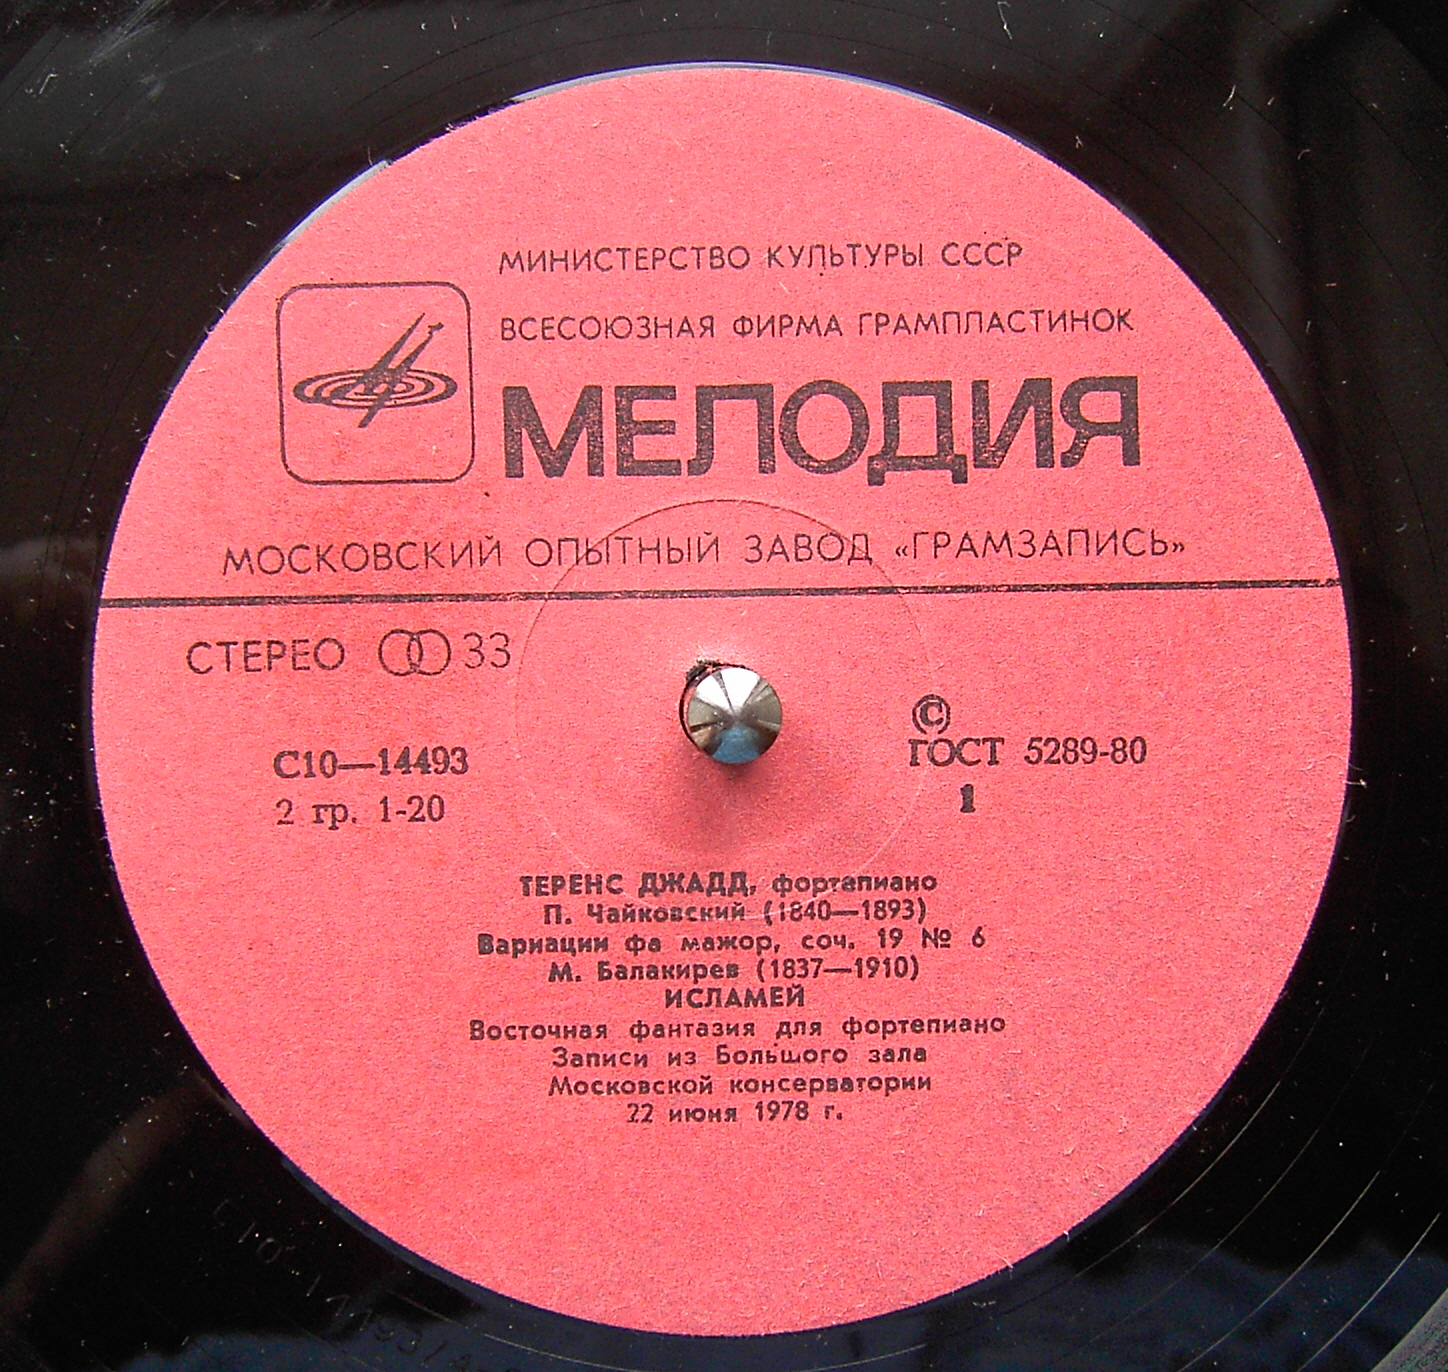 МИНИСТЕРСТВО КУЛЬТУРЫ СССР
ВСЕСОЮЗНАЯ ФИРМА ГРАМПЛАСТИНОК
МЕЛОДИЯ
МОСКОВСКИЙ ОПЫТНЫЙ ЗАВОД «ГРАМЗАПИСЬ»
СТЕРЕО 33
С10—14493
2 гр. 1-20
©
ГОСТ 5289-80
1
ТЕРЕНС ДЖАДД, фортепиано
П. Чайковский (1840—1893)
Вариации фа мажор, соч. 19 № 6
М. Балакирев (1837—1910)
ИСЛАМЕЙ
Восточная фантазия для фортепиано
Записи из Большого зала
Московской консерватории
22 июня 1978 г.